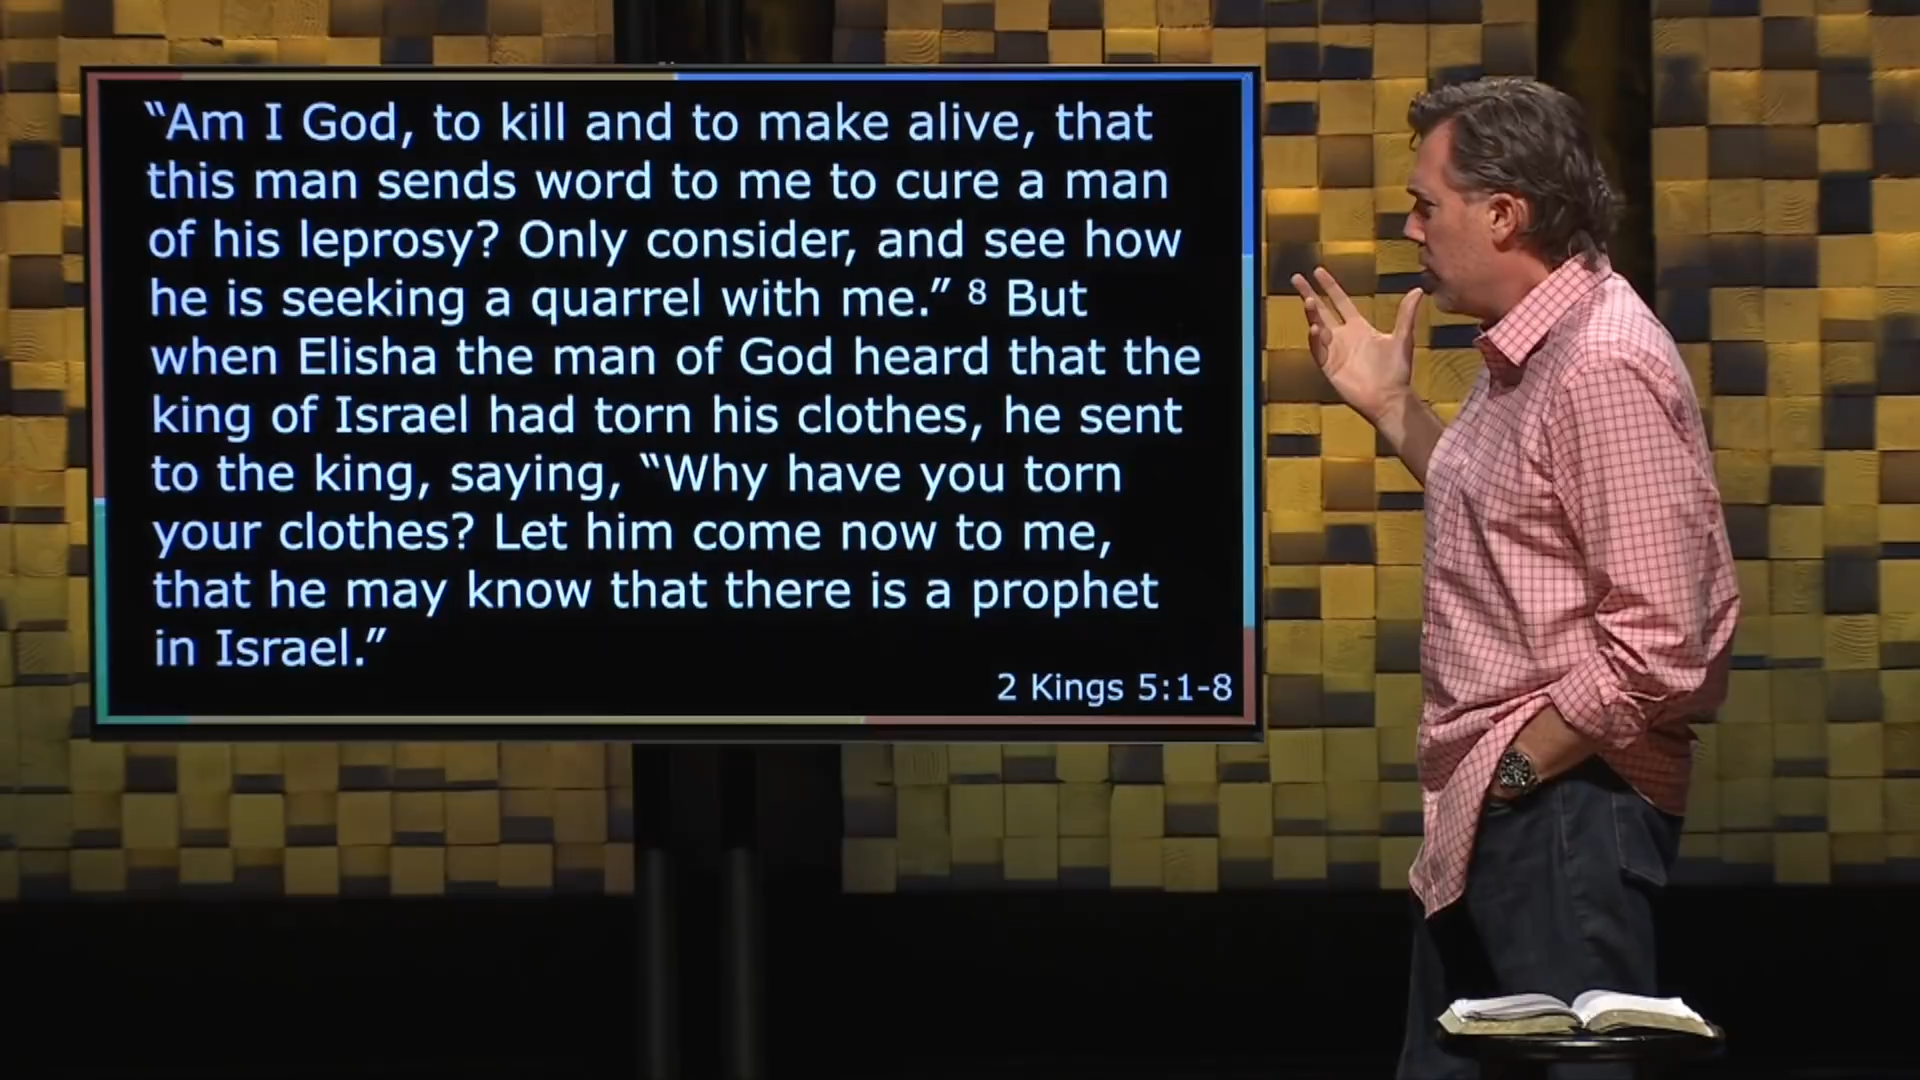 “Am I God, to kill and to make alive, that
this man sends word to me to cure a man
of his leprosy? Only consider, and see how
he is seeking a quarrel with me.” 8 But
when Elisha the man of God heard that the
king of Israel had torn his clothes, he sent
to the king, saying, “Why have you torn
your clothes? Let him come now to me,
that he may know that there is a prophet
in Israel.”
2 Kings 5:1-8